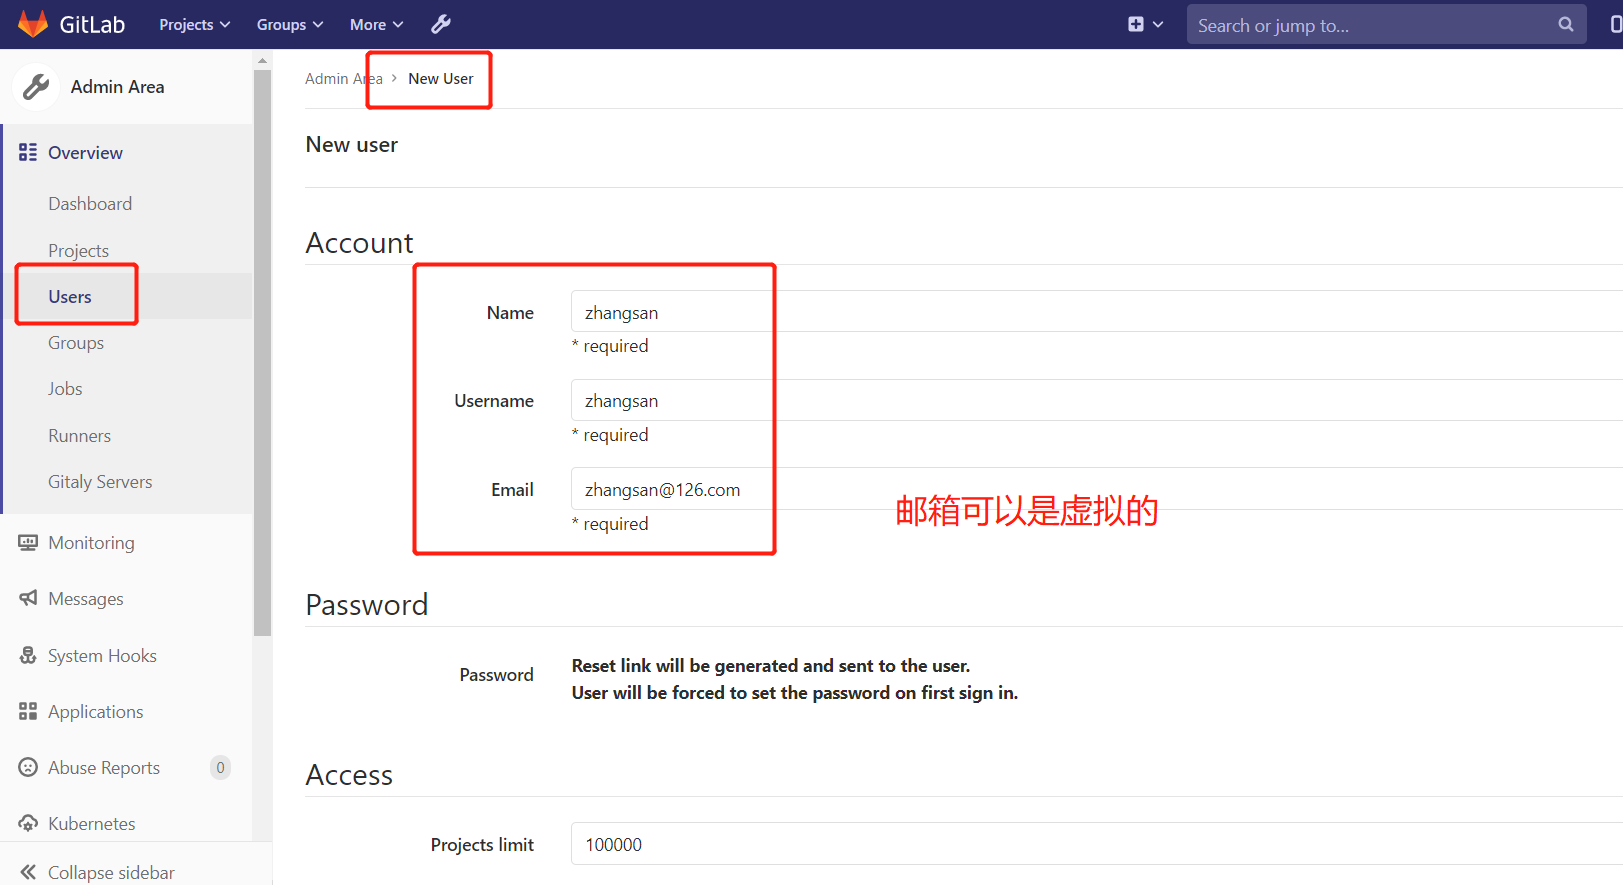 GitLab Projects Groups More Search or jump to...
Admin Area
Admin Area > New User
Overview
Dashboard
Projects
Users
Groups
Jobs
Runners
Gitaly Servers
Monitoring
Messages
System Hooks
Applications
Abuse Reports 0
Kubernetes
Collapse sidebar
New user
Account
Name zhangsan
* required
Username zhangsan
* required
Email zhangsan@126.com
* required
邮箱可以是虚拟的
Password
Password Reset link will be generated and sent to the user.
User will be forced to set the password on first sign in.
Access
Projects limit 100000